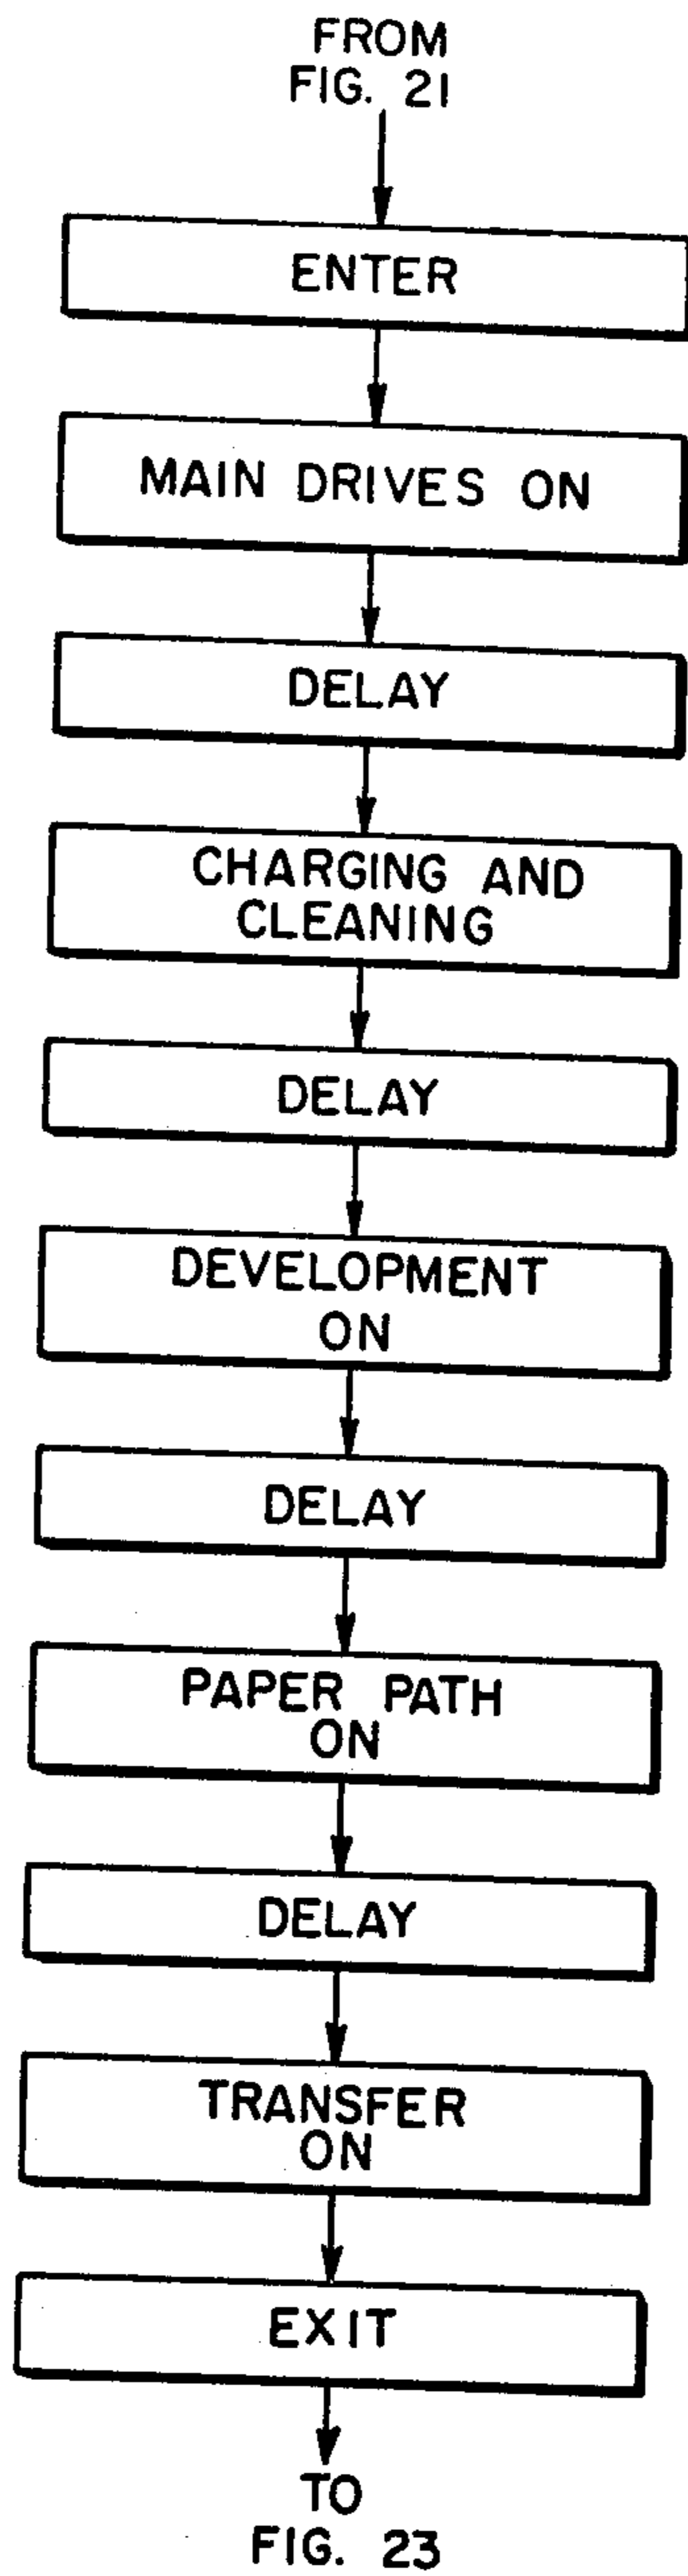 FROM
FIG. 21
ENTER
MAIN DRIVES ON
DELAY
CHARGING AND
CLEANING
DELAY
DEVELOPMENT
ON
DELAY
PAPER PATH
ON
DELAY
TRANSFER
ON
EXIT
TO
FIG. 23